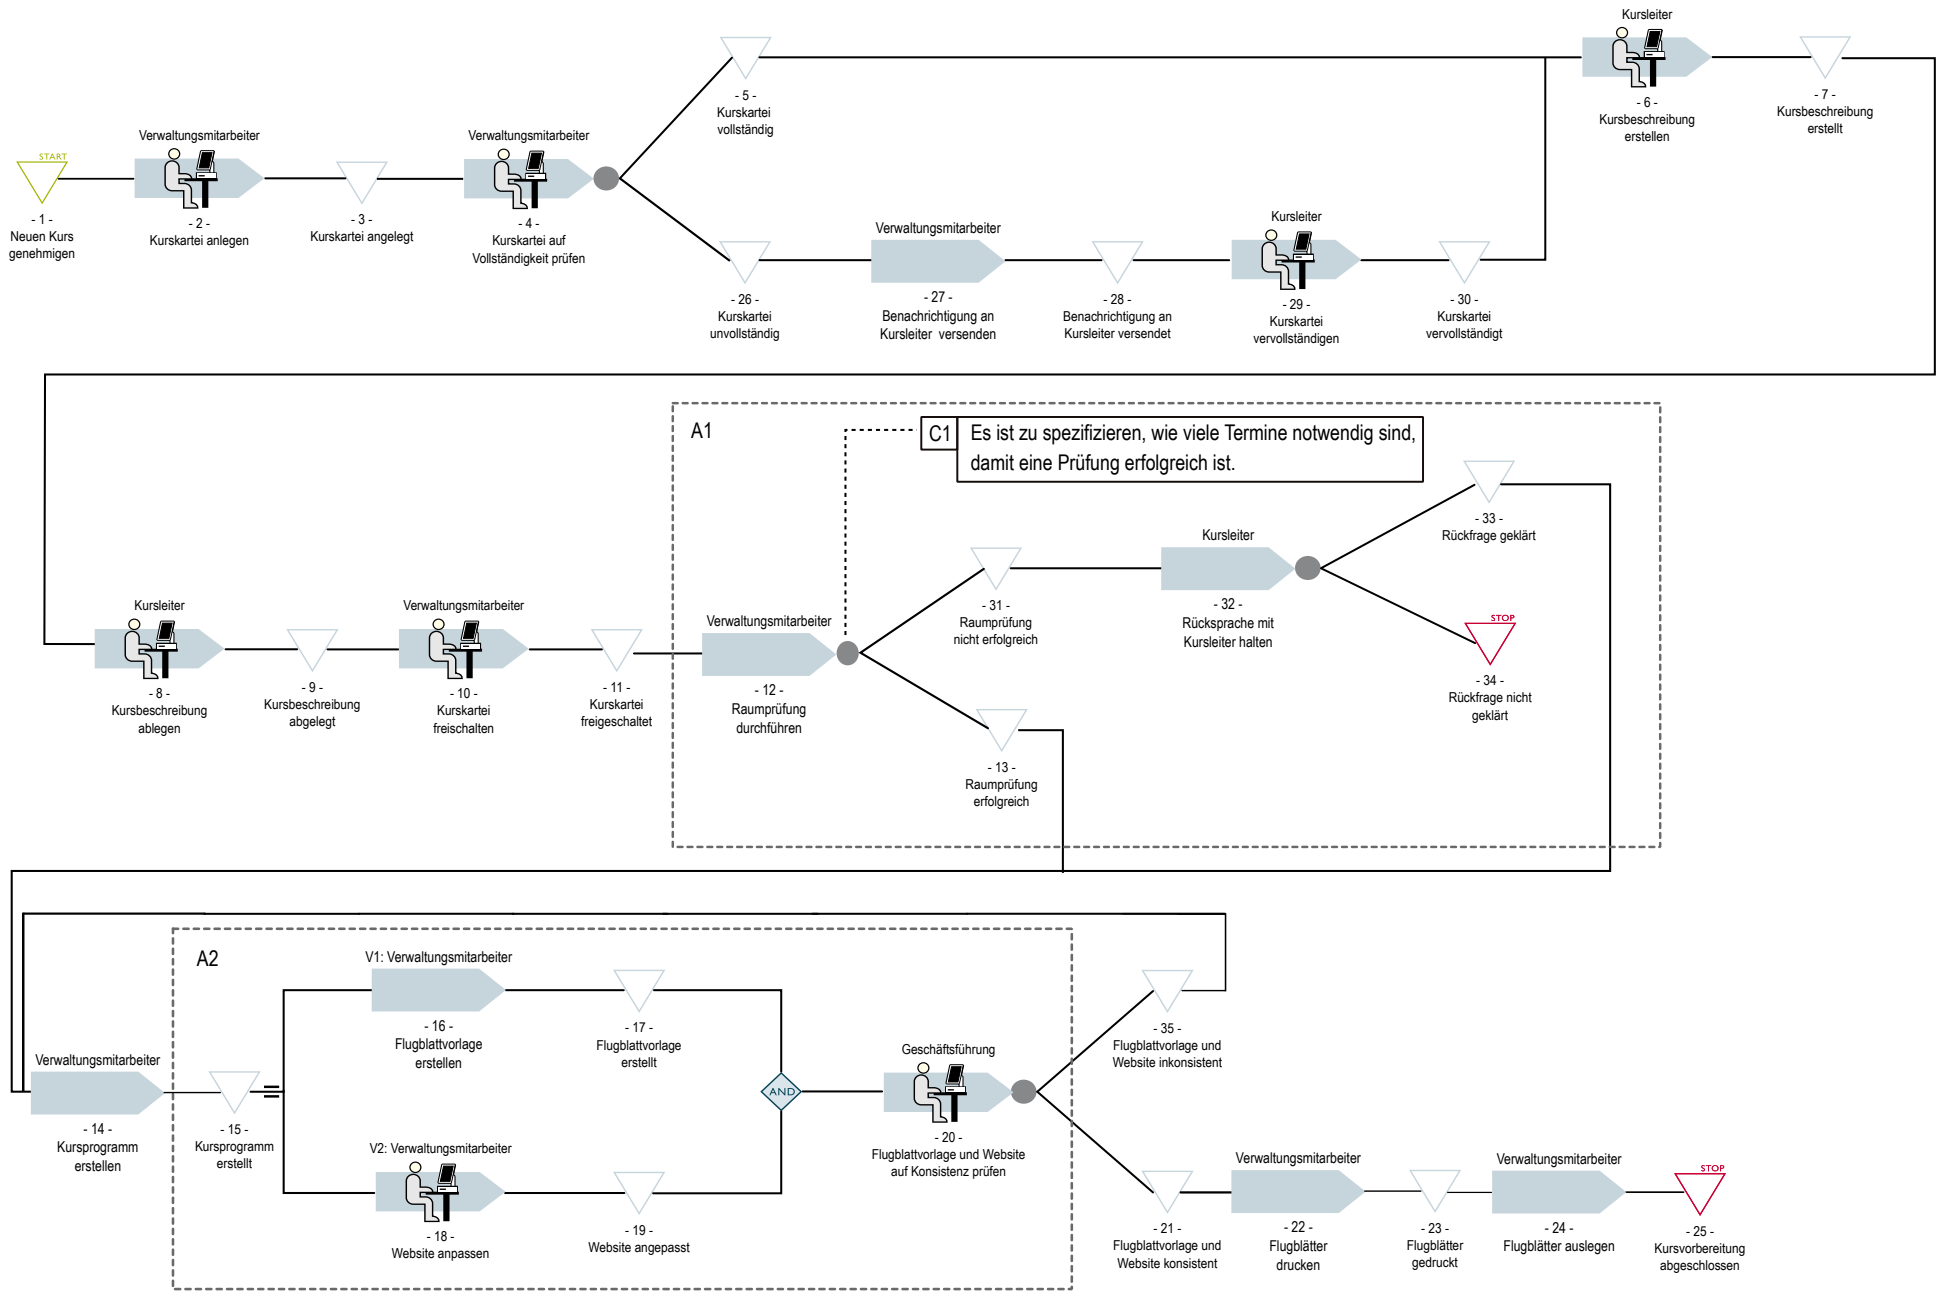 START
- 1 -
Neuen Kurs
genehmigen
Verwaltungsmitarbeiter
- 2 -
Kurskartei anlegen
- 3 -
Kurskartei angelegt
Verwaltungsmitarbeiter
- 4 -
Kurskartei auf
Vollständigkeit prüfen
- 5 -
Kurskartei
vollständig
Kursleiter
- 6 -
Kursbeschreibung
erstellen
- 7 -
Kursbeschreibung
erstellt
- 26 -
Kurskartei
unvollständig
Verwaltungsmitarbeiter
- 27 -
Benachrichtigung an
Kursleiter versenden
- 28 -
Benachrichtigung an
Kursleiter versendet
Kursleiter
- 29 -
Kurskartei
vervollständigen
- 30 -
Kurskartei
vervollständigt
Kursleiter
- 8 -
Kursbeschreibung
ablegen
- 9 -
Kursbeschreibung
abgelegt
Verwaltungsmitarbeiter
- 10 -
Kurskartei
freischalten
- 11 -
Kurskartei
freigeschaltet
A1
C1
Es ist zu spezifizieren, wie viele Termine notwendig sind,
damit eine Prüfung erfolgreich ist.
Verwaltungsmitarbeiter
- 12 -
Raumprüfung
durchführen
- 31 -
Raumprüfung
nicht erfolgreich
Kursleiter
- 32 -
Rücksprache mit
Kursleiter halten
- 33 -
Rückfrage geklärt
STOP
- 34 -
Rückfrage nicht
geklärt
- 13 -
Raumprüfung
erfolgreich
Verwaltungsmitarbeiter
- 14 -
Kursprogramm
erstellen
A2
- 15 -
Kursprogramm
erstellt
V1: Verwaltungsmitarbeiter
- 16 -
Flugblattvorlage
erstellen
- 17 -
Flugblattvorlage
erstellt
V2: Verwaltungsmitarbeiter
- 18 -
Website anpassen
- 19 -
Website angepasst
AND
Geschäftsführung
- 20 -
Flugblattvorlage und Website
auf Konsistenz prüfen
- 35 -
Flugblattvorlage und
Website inkonsistent
- 21 -
Flugblattvorlage und
Website konsistent
Verwaltungsmitarbeiter
- 22 -
Flugblätter
drucken
- 23 -
Flugblätter
gedruckt
Verwaltungsmitarbeiter
- 24 -
Flugblätter auslegen
STOP
- 25 -
Kursvorbereitung
abgeschlossen